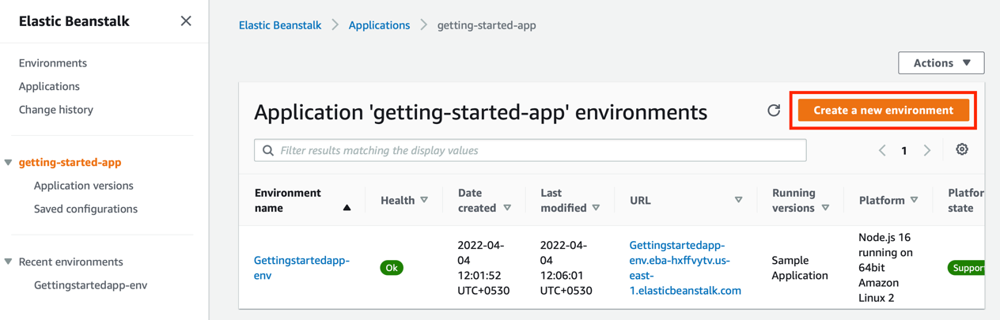 Elastic Beanstalk
Environments
Applications
Change history
getting-started-app
Application versions
Saved configurations
Recent environments
Gettingstartedapp-env
Elastic Beanstalk > Applications > getting-started-app
Actions
Application 'getting-started-app' environments
Create a new environment
Filter results matching the display values
1
Environment
name
Health
Date
created
Last
modified
URL
Running
versions
Platform
Platfor
state
Gettingstartedapp-
env
Ok
2022-04-
04
12:01:52
UTC+0530
2022-04-
04
12:06:01
UTC+0530
Gettingstartedapp-
env.eba-hxffvytv.us-
east-
1.elasticbeanstalk.com
Sample
Application
Node.js 16
running on
64bit
Amazon
Linux 2
Suppor